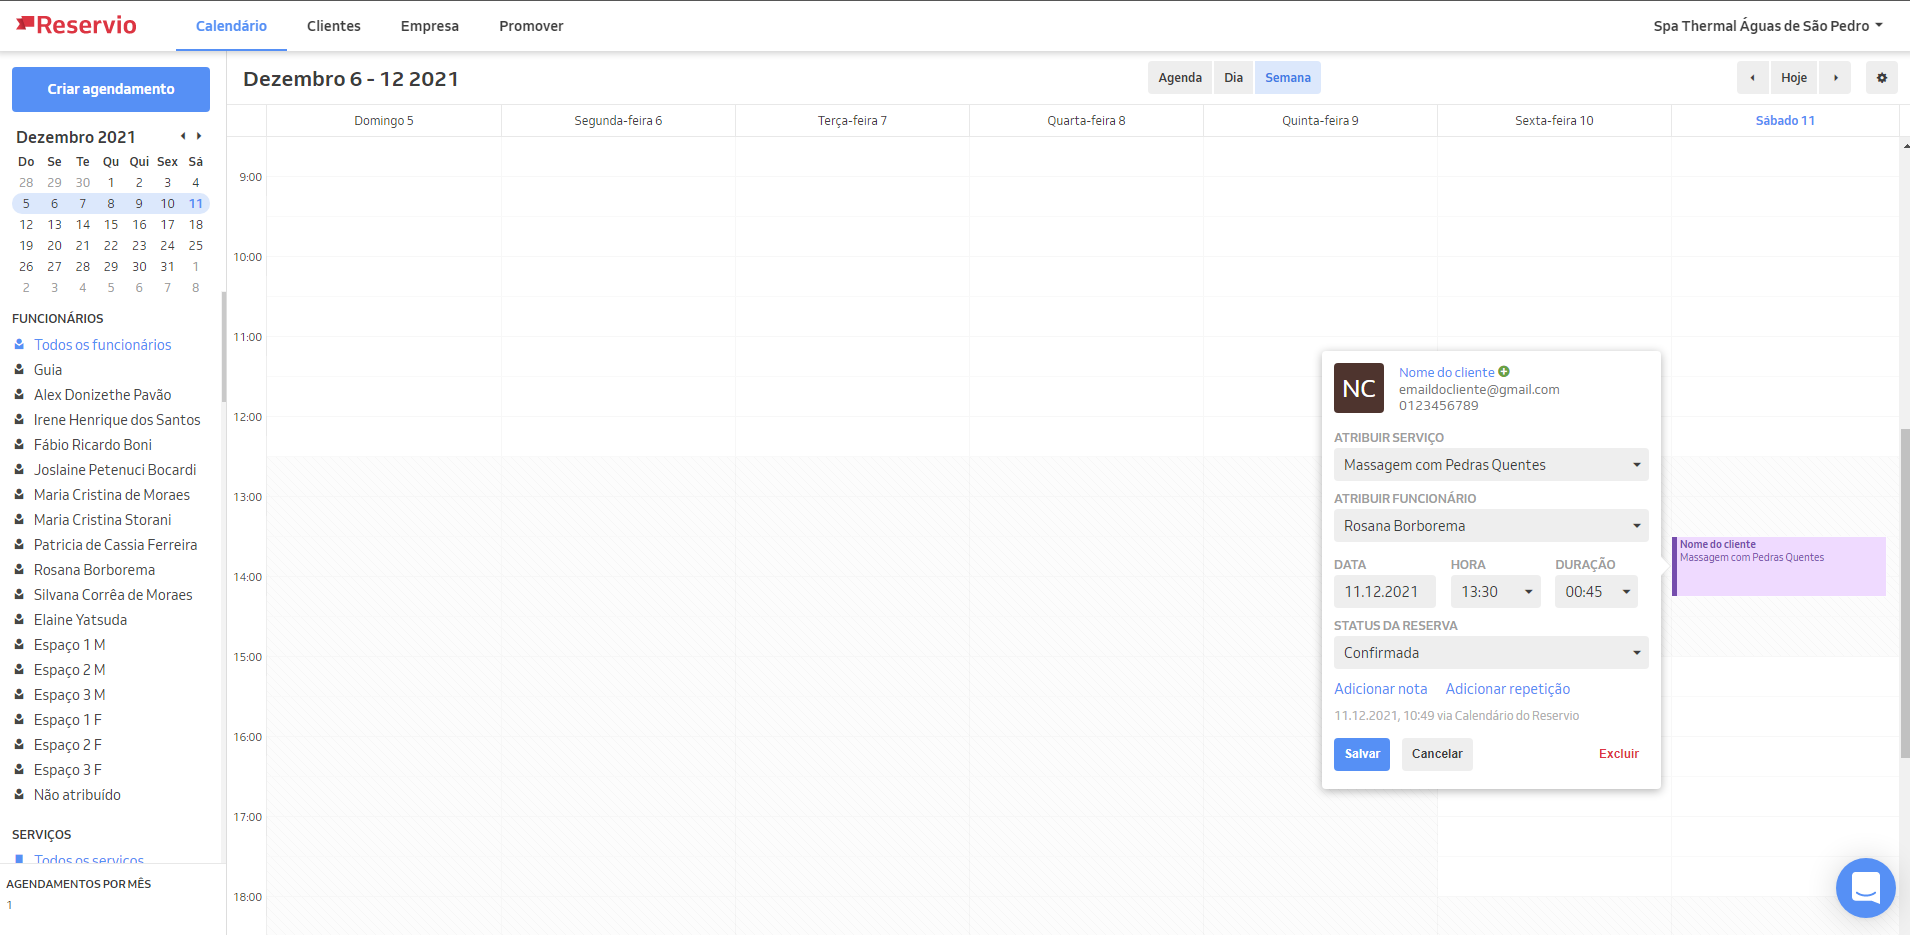 Reservio
Calendário
Clientes
Empresa
Promover
Spa Thermal Águas de São Pedro
Criar agendamento
Dezembro 2021
Do Se Te Qu Qui Sex Sá
28 29 30 1 2 3 4
5 6 7 8 9 10 11
12 13 14 15 16 17 18
19 20 21 22 23 24 25
26 27 28 29 30 31 1
2 3 4 5 6 7 8
FUNCIONÁRIOS
Todos os funcionários
Guia
Alex Donizethe Pavão
Irene Henrique dos Santos
Fábio Ricardo Boni
Joslaine Petenuci Bocardi
Maria Cristina de Moraes
Maria Cristina Storani
Patricia de Cassia Ferreira
Rosana Borborema
Silvana Corrêa de Moraes
Elaine Yatsuda
Espaço 1 M
Espaço 2 M
Espaço 3 M
Espaço 1 F
Espaço 2 F
Espaço 3 F
Não atribuído
SERVIÇOS
Todos os serviços
AGENDAMENTOS POR MÊS
1
Dezembro 6 - 12 2021
Agenda
Dia
Semana
Hoje
Domingo 5
Segunda-feira 6
Terça-feira 7
Quarta-feira 8
Quinta-feira 9
Sexta-feira 10
Sábado 11
9:00
10:00
11:00
12:00
13:00
14:00
15:00
16:00
17:00
18:00
NC
Nome do cliente
emaildocliente@gmail.com
0123456789
ATRIBUIR SERVIÇO
Massagem com Pedras Quentes
ATRIBUIR FUNCIONÁRIO
Rosana Borborema
DATA HORA DURAÇÃO
11.12.2021 13:30 00:45
STATUS DA RESERVA
Confirmada
Adicionar nota Adicionar repetição
11.12.2021, 10:49 via Calendário do Reservio
Salvar Cancelar Excluir
Nome do cliente
Massagem com Pedras Quentes